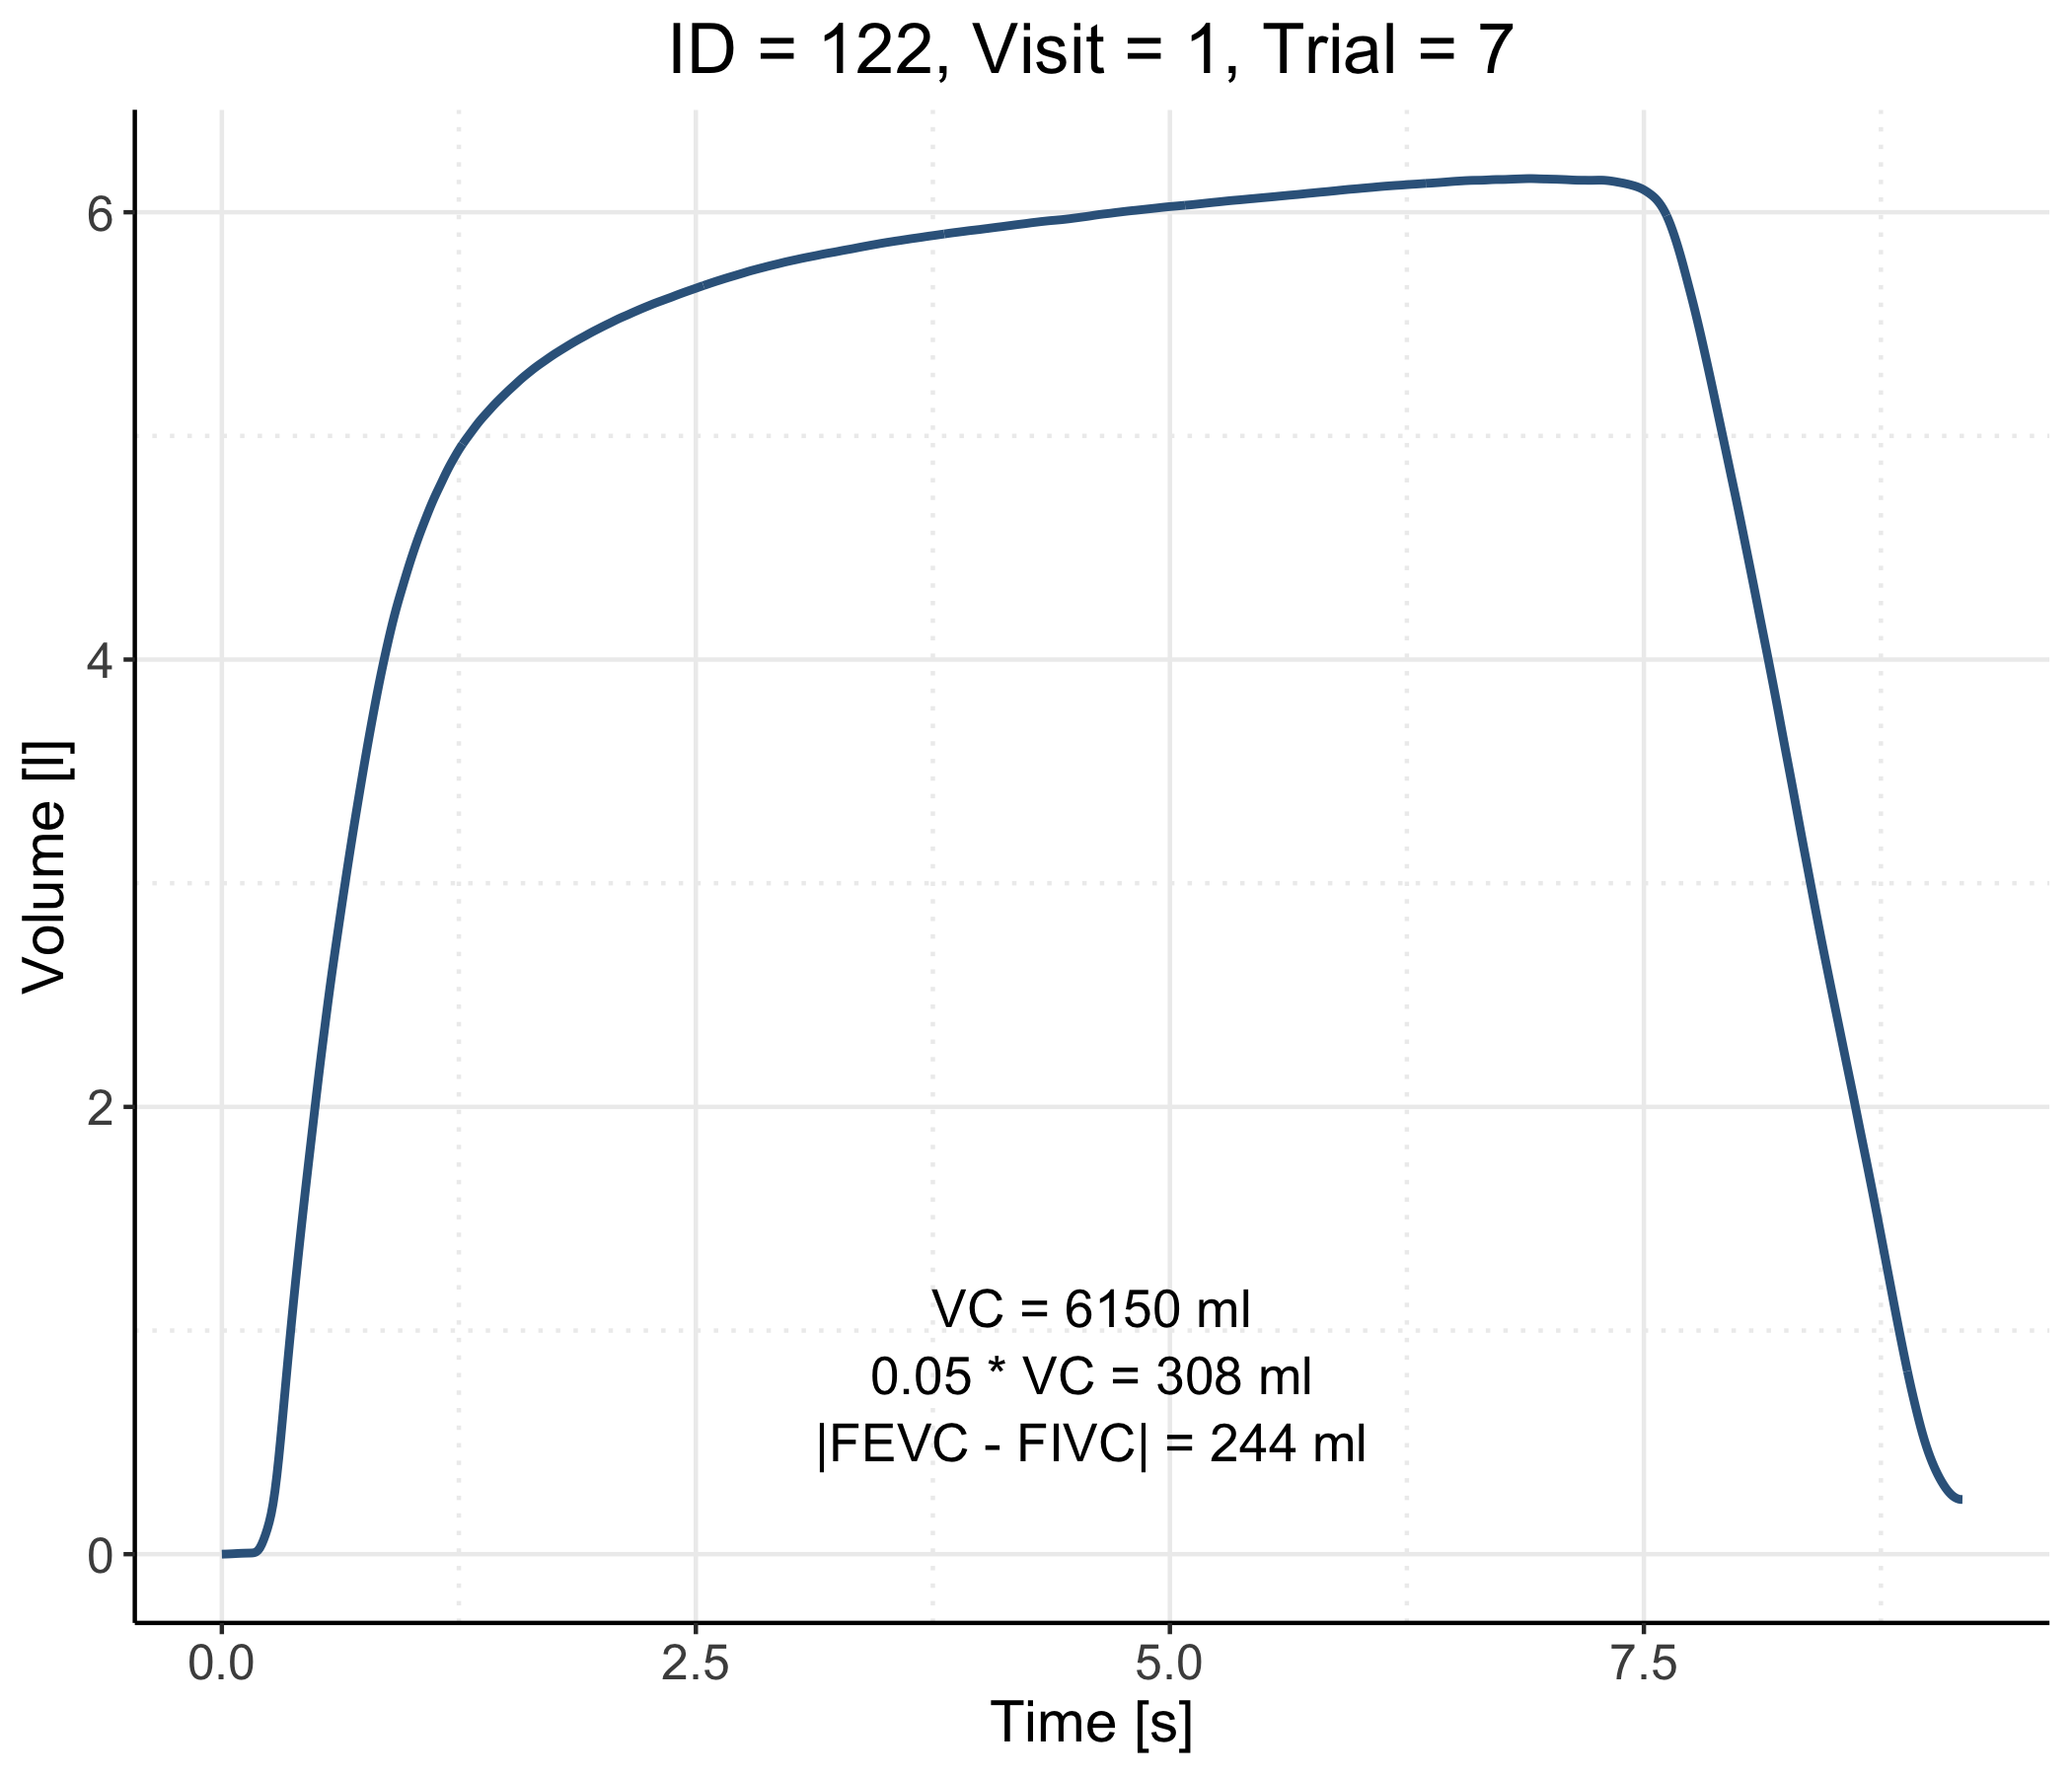 ID = 122, Visit = 1, Trial = 7
Volume [l]
6
4
2
0
VC = 6150 ml
0.05 * VC = 308 ml
|FEVC - FIVC| = 244 ml
0.0 2.5 5.0 7.5
Time [s]